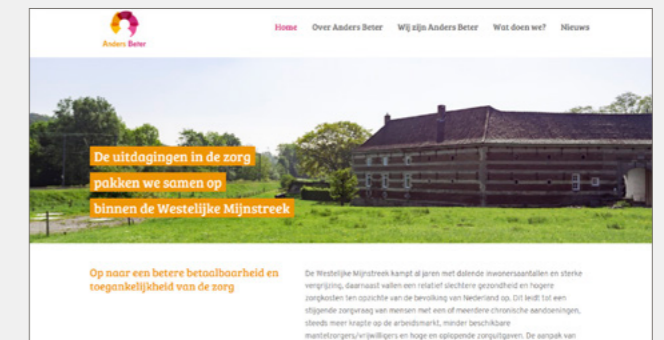 Anders Beter
Home Over Anders Beter Wij zijn Anders Beter Wat doen we? Nieuws
De uitdagingen in de zorg
pakken we samen op
binnen de Westelijke Mijnstreek
Op naar een betere betaalbaarheid en
toegankelijkheid van de zorg
De Westelijke Mijnstreek kampt al jaren met dalende inwonersaantallen en sterke
vergrijzing, daarnaast vallen een relatief slechtere gezondheid en hogere
zorgkosten ten opzichte van de bevolking van Nederland op. Dit leidt tot een
stijgende zorgvraag van mensen met een of meerdere chronische aandoeningen,
steeds meer krapte op de arbeidsmarkt, minder beschikbare
mantelzorgers/vrijwilligers en hoge en oplopende zorguitgaven. De aanpak van